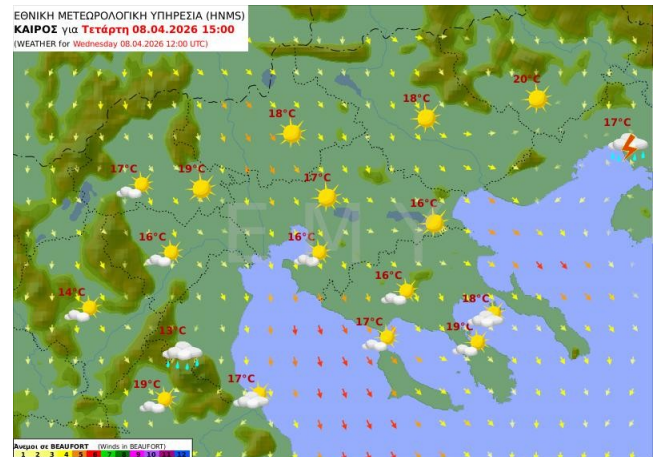 ΕΘΝΙΚΗ ΜΕΤΕΩΡΟΛΟΓΙΚΗ ΥΠΗΡΕΣΙΑ (HNMS)
ΚΑΙΡΟΣ για Τετάρτη 08.04.2026 15:00
(WEATHER for Wednesday 08.04.2026 12:00 UTC)
20°C
18°C
18°C
17°C
17°C
19°C
17°C
16°C
ΕΜΥ
16°C
16°C
14°C
16°C
18°C
17°C
19°C
13°C
19°C
17°C
Άνεμοι σε BEAUFORT (Winds in BEAUFORT)
1 2 3 4 5 6 7 8 9 10 11 12